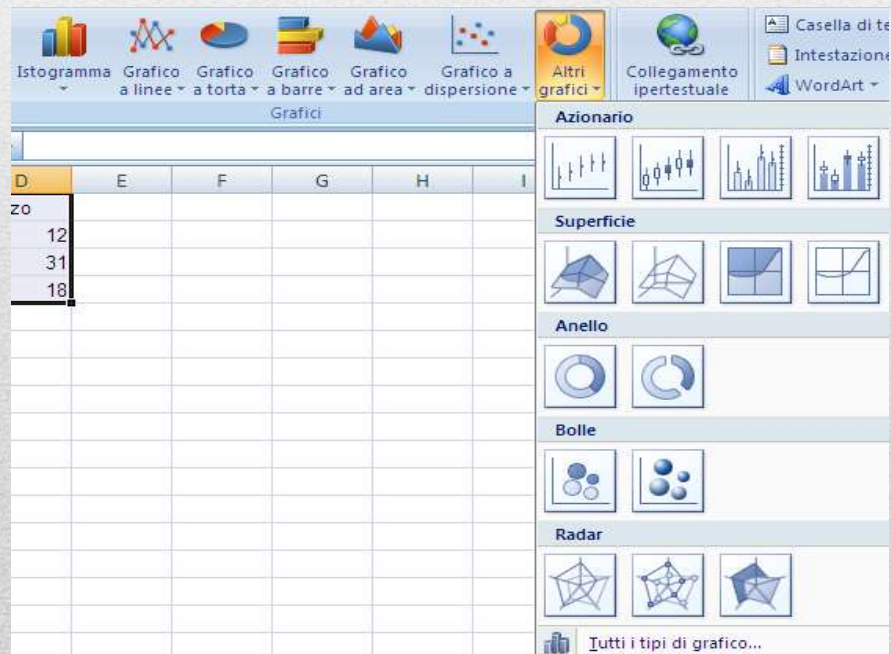 Istogramma Grafico a linee Grafico a torta Grafico a barre Grafico ad area Grafico a dispersione Altri grafici Collegamento ipertestuale
Casella di te
Intestazione
WordArt
Grafici
D E F G H I
zo
12
31
18
Azionario
Superficie
Anello
Bolle
Radar
Tutti i tipi di grafico...